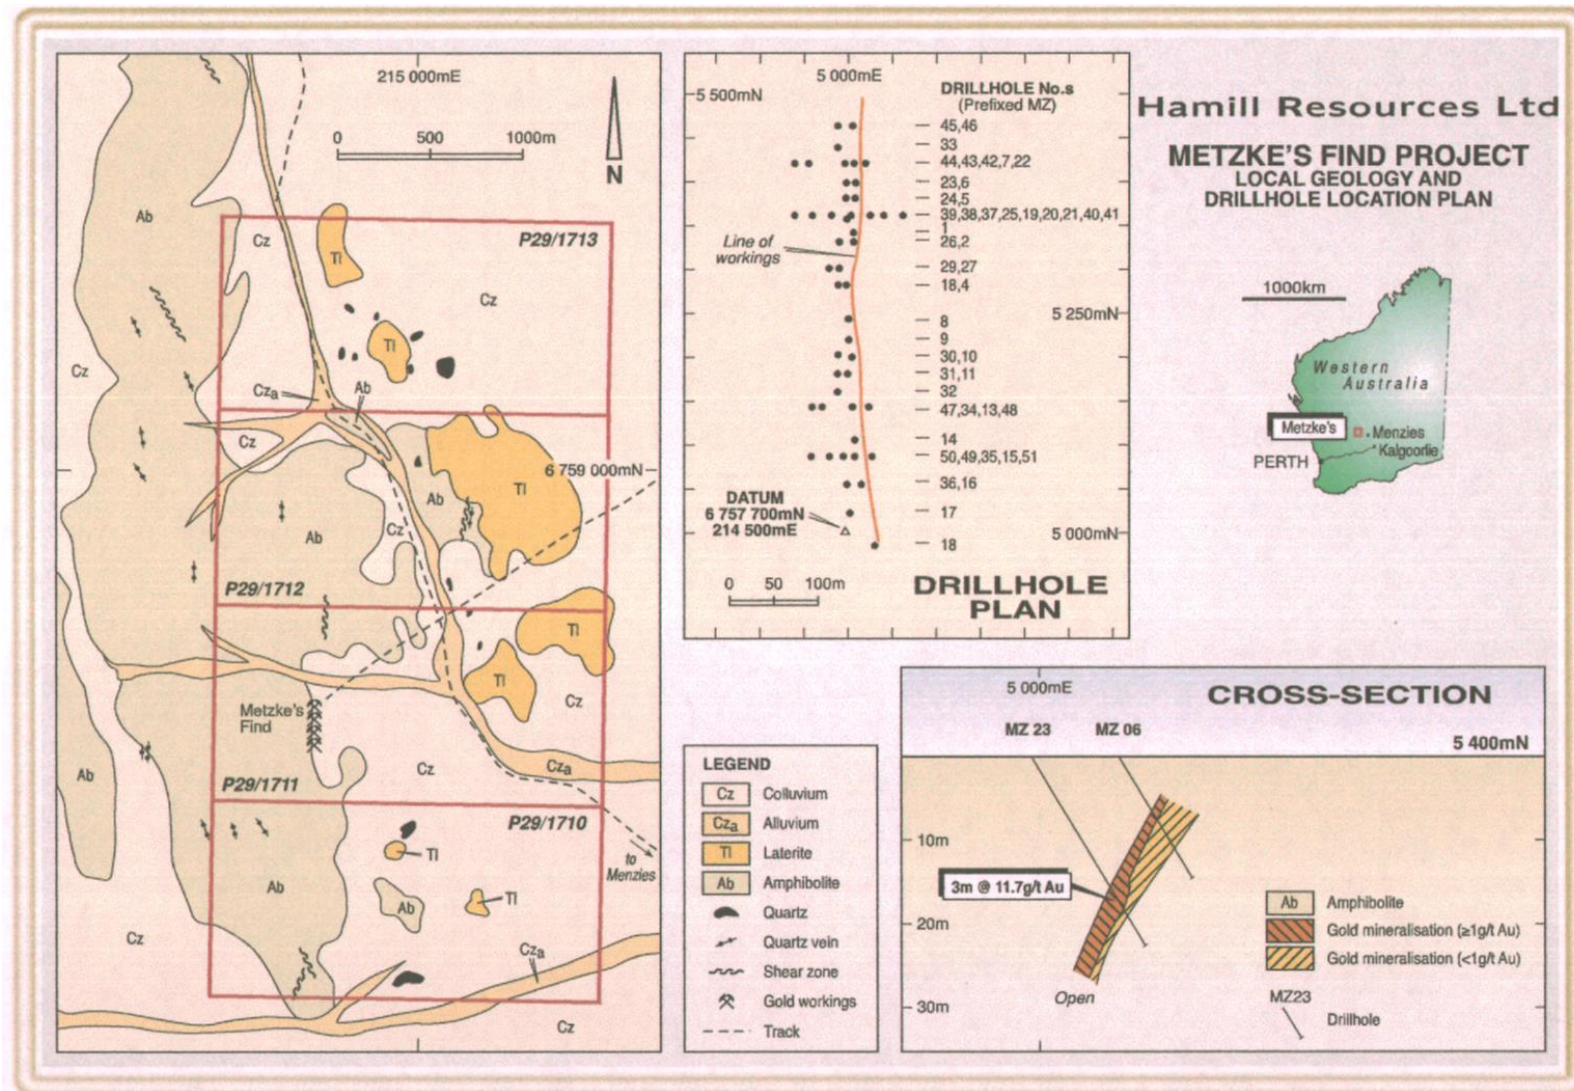 215 000mE
0 500 1000m
N
Ab
Cz
Tl
P29/1713
Cz
Tl
Cz
Cza
Ab
Cz
6 759 000mN
Ab
Tl
Cz
Ab
P29/1712
Tl
Tl
Cz
Metzke's
Find
Cza
Cz
Ab
P29/1711
P29/1710
Tl
to
Menzies
Ab
Tl
Ab
Cz
Cza
Cz
5 000mE
5 500mN
DRILLHOLE No.s
(Prefixed MZ)
45,46
33
44,43,42,7,22
23,6
24,5
39,38,37,25,19,20,21,40,41
1
26,2
Line of
workings
29,27
18,4
5 250mN
8
9
30,10
31,11
32
47,34,13,48
14
50,49,35,15,51
36,16
DATUM
6 757 700mN
214 500mE
17
5 000mN
18
0 50 100m
DRILLHOLE
PLAN
Hamill Resources Ltd
METZKE'S FIND PROJECT
LOCAL GEOLOGY AND
DRILLHOLE LOCATION PLAN
1000km
Western
Australia
Metzke's
Menzies
Kalgoorlie
PERTH
LEGEND
Cz Colluvium
Cza Alluvium
Tl Laterite
Ab Amphibolite
Quartz
Quartz vein
Shear zone
Gold workings
Track
5 000mE
CROSS-SECTION
MZ 23 MZ 06
5 400mN
10m
3m @ 11.7g/t Au
20m
Open
30m
Ab Amphibolite
Gold mineralisation (≥1g/t Au)
Gold mineralisation (<1g/t Au)
MZ23
Drillhole